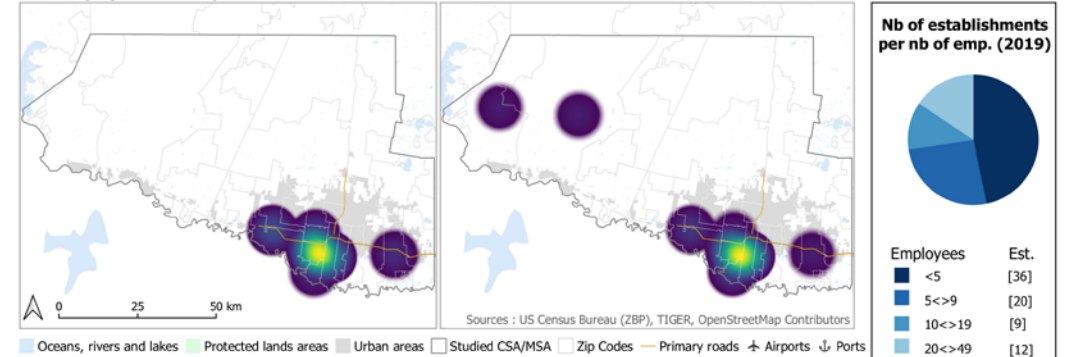 Nb of establishments
per nb of emp. (2019)
Employees Est.
<5 [36]
5<>9 [20]
10<>19 [9]
20<>49 [12]
0 25 50 km
Sources : US Census Bureau (ZBP), TIGER, OpenStreetMap Contributors
Oceans, rivers and lakes Protected lands areas Urban areas Studied CSA/MSA Zip Codes Primary roads Airports Ports